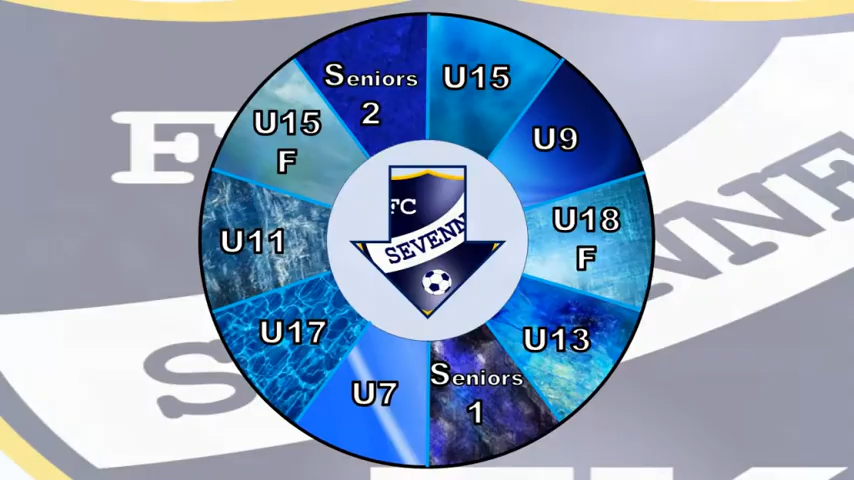 Seniors
2
U15
U15
F
U9
U11
U18
F
FC
SEVENN
U17
U13
U7
Seniors
1